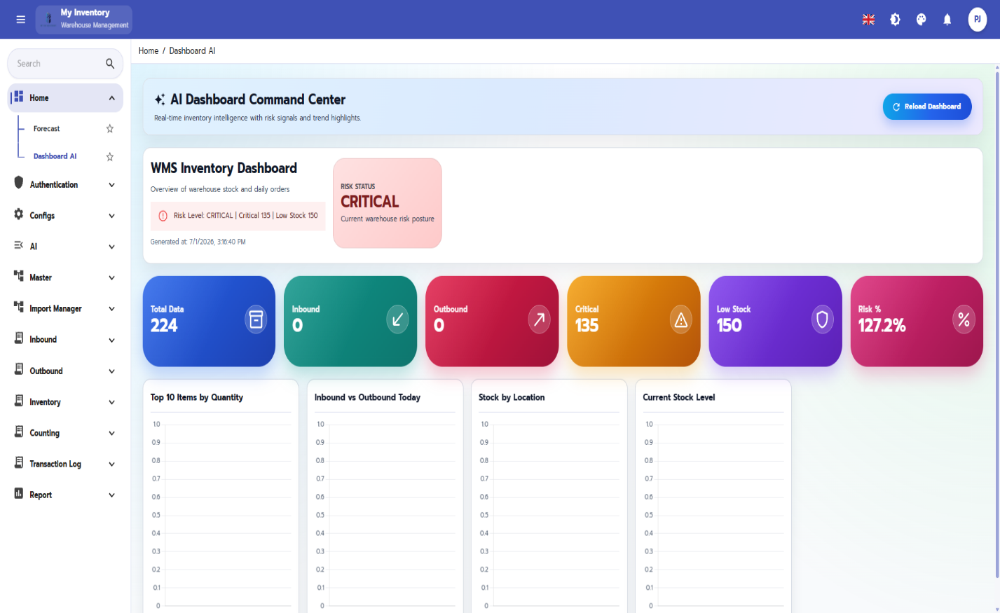 My Inventory
Warehouse Management
PJ
Search
Home / Dashboard AI
Home
Forecast
Dashboard AI
Authentication
Configs
AI
Master
Import Manager
Inbound
Outbound
Inventory
Counting
Transaction Log
Report
AI Dashboard Command Center
Real-time inventory intelligence with risk signals and trend highlights.
Reload Dashboard
WMS Inventory Dashboard
Overview of warehouse stock and daily orders
Risk Level: CRITICAL | Critical 135 | Low Stock 150
Generated at: 7/1/2026, 3:16:40 PM
RISK STATUS
CRITICAL
Current warehouse risk posture
Total Data
224
Inbound
0
Outbound
0
Critical
135
Low Stock
150
Risk %
127.2%
%
Top 10 Items by Quantity
1.0
0.9
0.8
0.7
0.6
0.5
0.4
0.3
0.2
0.1
0
Inbound vs Outbound Today
1.0
0.9
0.8
0.7
0.6
0.5
0.4
0.3
0.2
0.1
0
Stock by Location
1.0
0.9
0.8
0.7
0.6
0.5
0.4
0.3
0.2
0.1
0
Current Stock Level
1.0
0.9
0.8
0.7
0.6
0.5
0.4
0.3
0.2
0.1
0